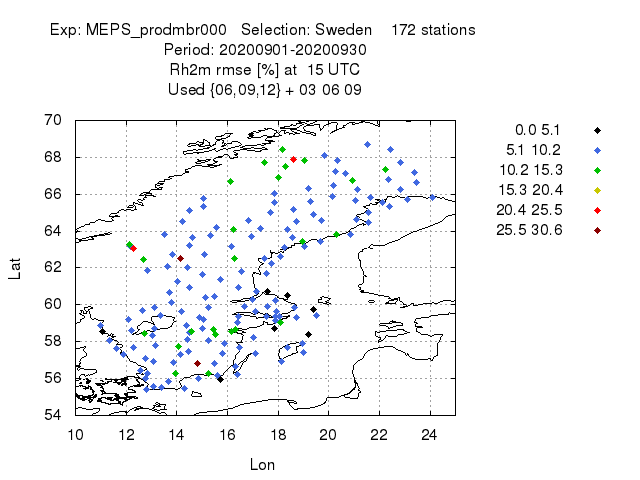 Exp: MEPS_prodmbr000   Selection: Sweden    172 stations
Period: 20200901-20200930
Rh2m rmse [%] at  15 UTC
Used {06,09,12} + 03 06 09
0.0 5.1
5.1 10.2
10.2 15.3
15.3 20.4
20.4 25.5
25.5 30.6
70
68
66
64
62
60
58
56
54
Lat
10 12 14 16 18 20 22 24
Lon